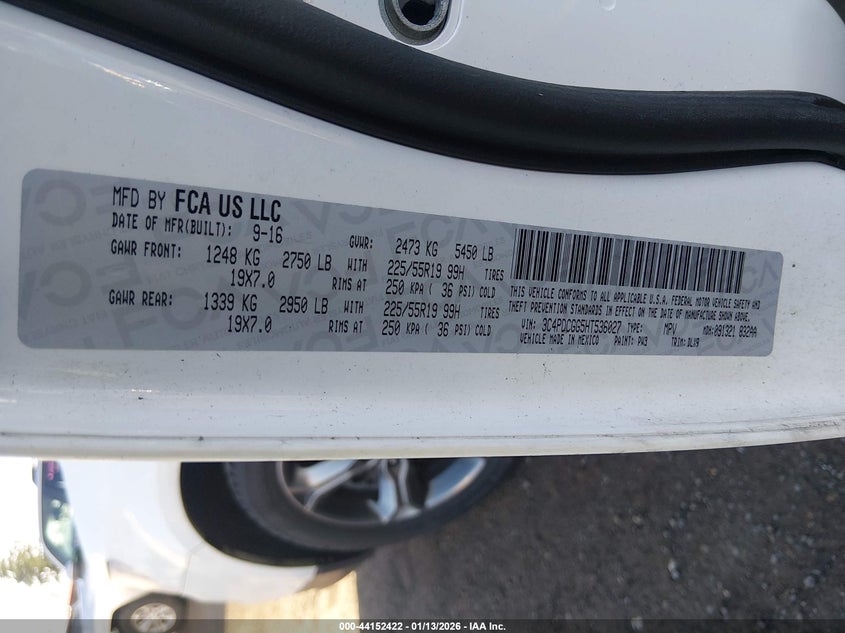 MFD BY FCA US LLC
DATE OF MFR(BUILT): 9-16 GVWR: 2473 KG 5450 LB
GAWR FRONT: 1248 KG 2750 LB WITH 225/55R19 99H TIRES
19X7.0 RIMS AT 250 KPA ( 36 PSI) COLD
GAWR REAR: 1339 KG 2950 LB WITH 225/55R19 99H TIRES
19X7.0 RIMS AT 250 KPA ( 36 PSI) COLD
THIS VEHICLE CONFORMS TO ALL APPLICABLE U.S.A. FEDERAL MOTOR VEHICLE SAFETY AND
THEFT PREVENTION STANDARDS IN EFFECT ON THE DATE OF MANUFACTURE SHOWN ABOVE.
VIN: 3C4PDCGG5HT536027 TYPE: MPV MDH: 091321 032AA
VEHICLE MADE IN MEXICO PAINT: PW3 TRIM: DLX9
000-44152422 - 01/13/2026 - IAA Inc.